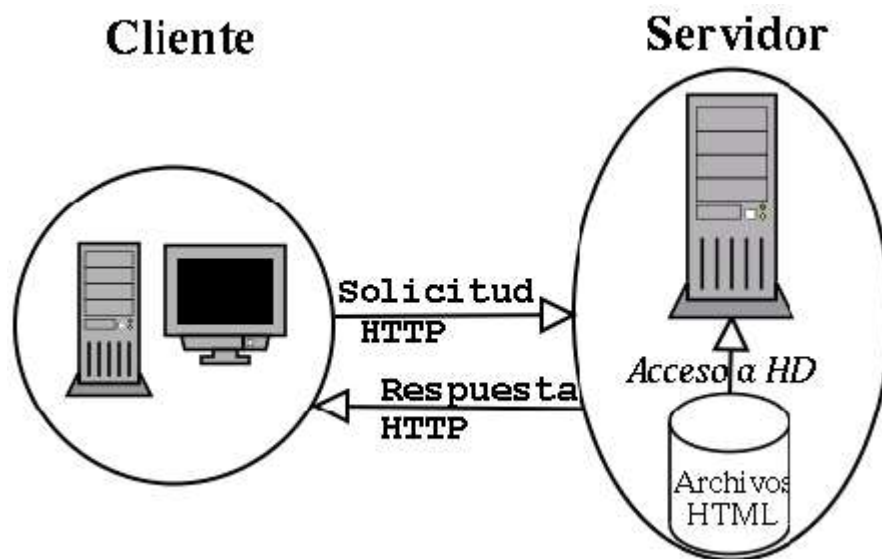 Cliente
Servidor
Solicitud
HTTP
Respuesta
HTTP
Acceso a HD
Archivos
HTML